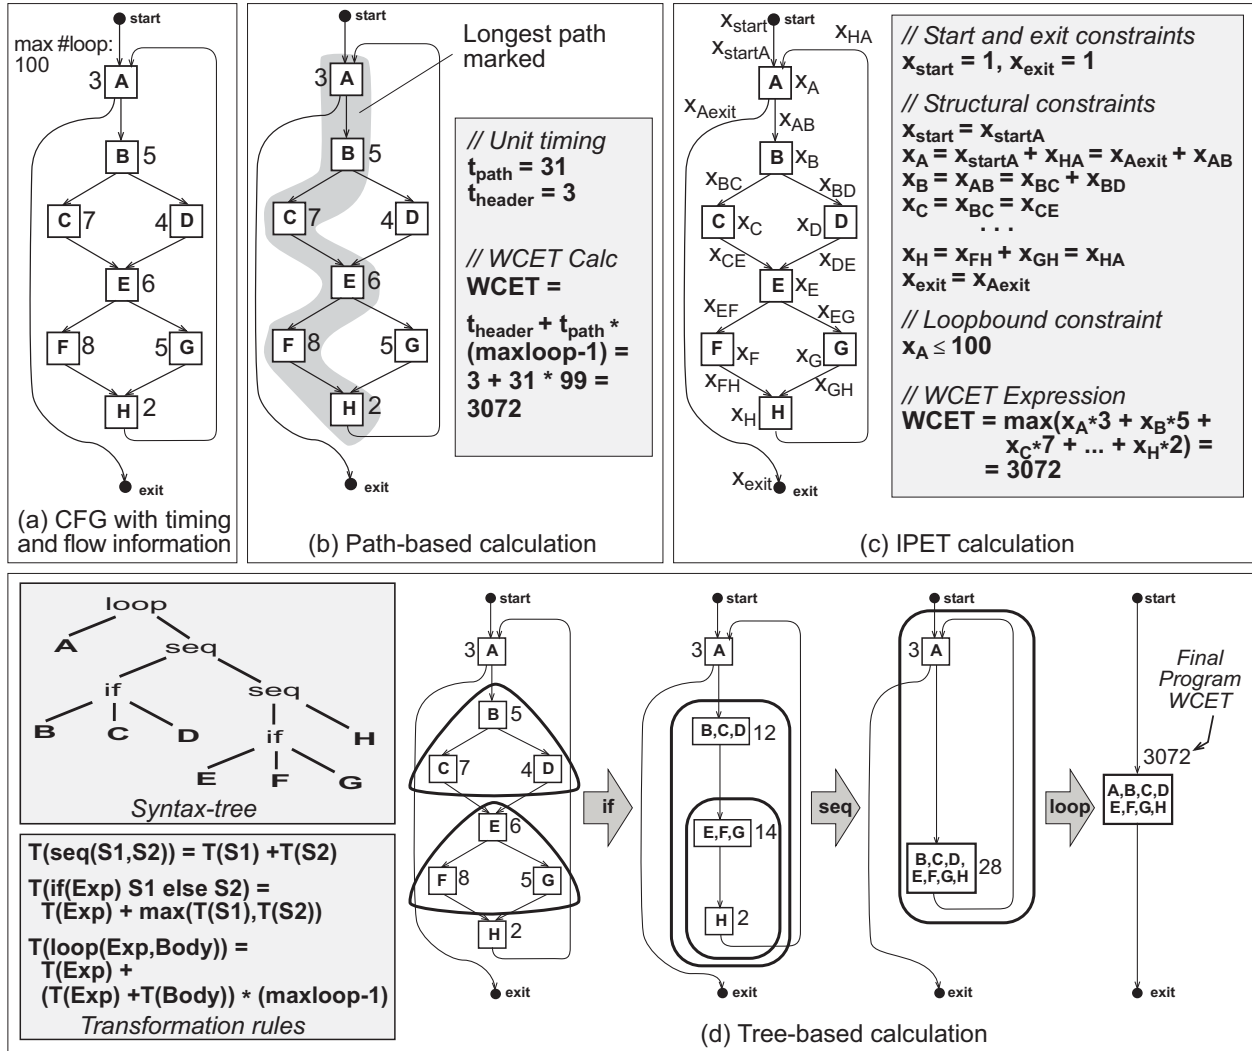 start
max #loop:
100
3
A
B
5
C
7
4
D
E
6
F
8
5
G
H
2
exit
(a) CFG with timing
and flow information
start
Longest path
marked
3
A
B
5
C
7
4
D
E
6
F
8
5
G
H
2
exit
// Unit timing
t_path = 31
t_header = 3
// WCET Calc
WCET =
t_header + t_path *
(maxloop-1) =
3 + 31 * 99 =
3072
(b) Path-based calculation
x_start
start
x_startA
x_HA
A
x_A
x_Aexit
x_AB
B
x_B
x_BC
x_BD
C
x_C
x_D
D
x_CE
x_DE
E
x_E
x_EF
x_EG
F
x_F
x_G
G
x_FH
x_GH
x_H
H
x_exit
exit
// Start and exit constraints
x_start = 1, x_exit = 1
// Structural constraints
x_start = x_startA
x_A = x_startA + x_HA = x_Aexit + x_AB
x_B = x_AB = x_BC + x_BD
x_C = x_BC = x_CE
. . .
x_H = x_FH + x_GH = x_HA
x_exit = x_Aexit
// Loopbound constraint
x_A ≤ 100
// WCET Expression
WCET = max(x_A*3 + x_B*5 +
x_C*7 + ... + x_H*2) =
= 3072
(c) IPET calculation
loop
A
seq
if
seq
B
C
D
if
H
E
F
G
Syntax-tree
T(seq(S1,S2)) = T(S1) +T(S2)
T(if(Exp) S1 else S2) =
T(Exp) + max(T(S1),T(S2))
T(loop(Exp,Body)) =
T(Exp) +
(T(Exp) +T(Body)) * (maxloop-1)
Transformation rules
start
3
A
B
5
C
7
4
D
E
6
F
8
5
G
H
2
exit
if
start
3
A
B,C,D
12
E,F,G
14
H
2
exit
seq
start
3
A
B,C,D,
E,F,G,H
28
exit
loop
start
Final
Program
WCET
3072
A,B,C,D
E,F,G,H
exit
(d) Tree-based calculation